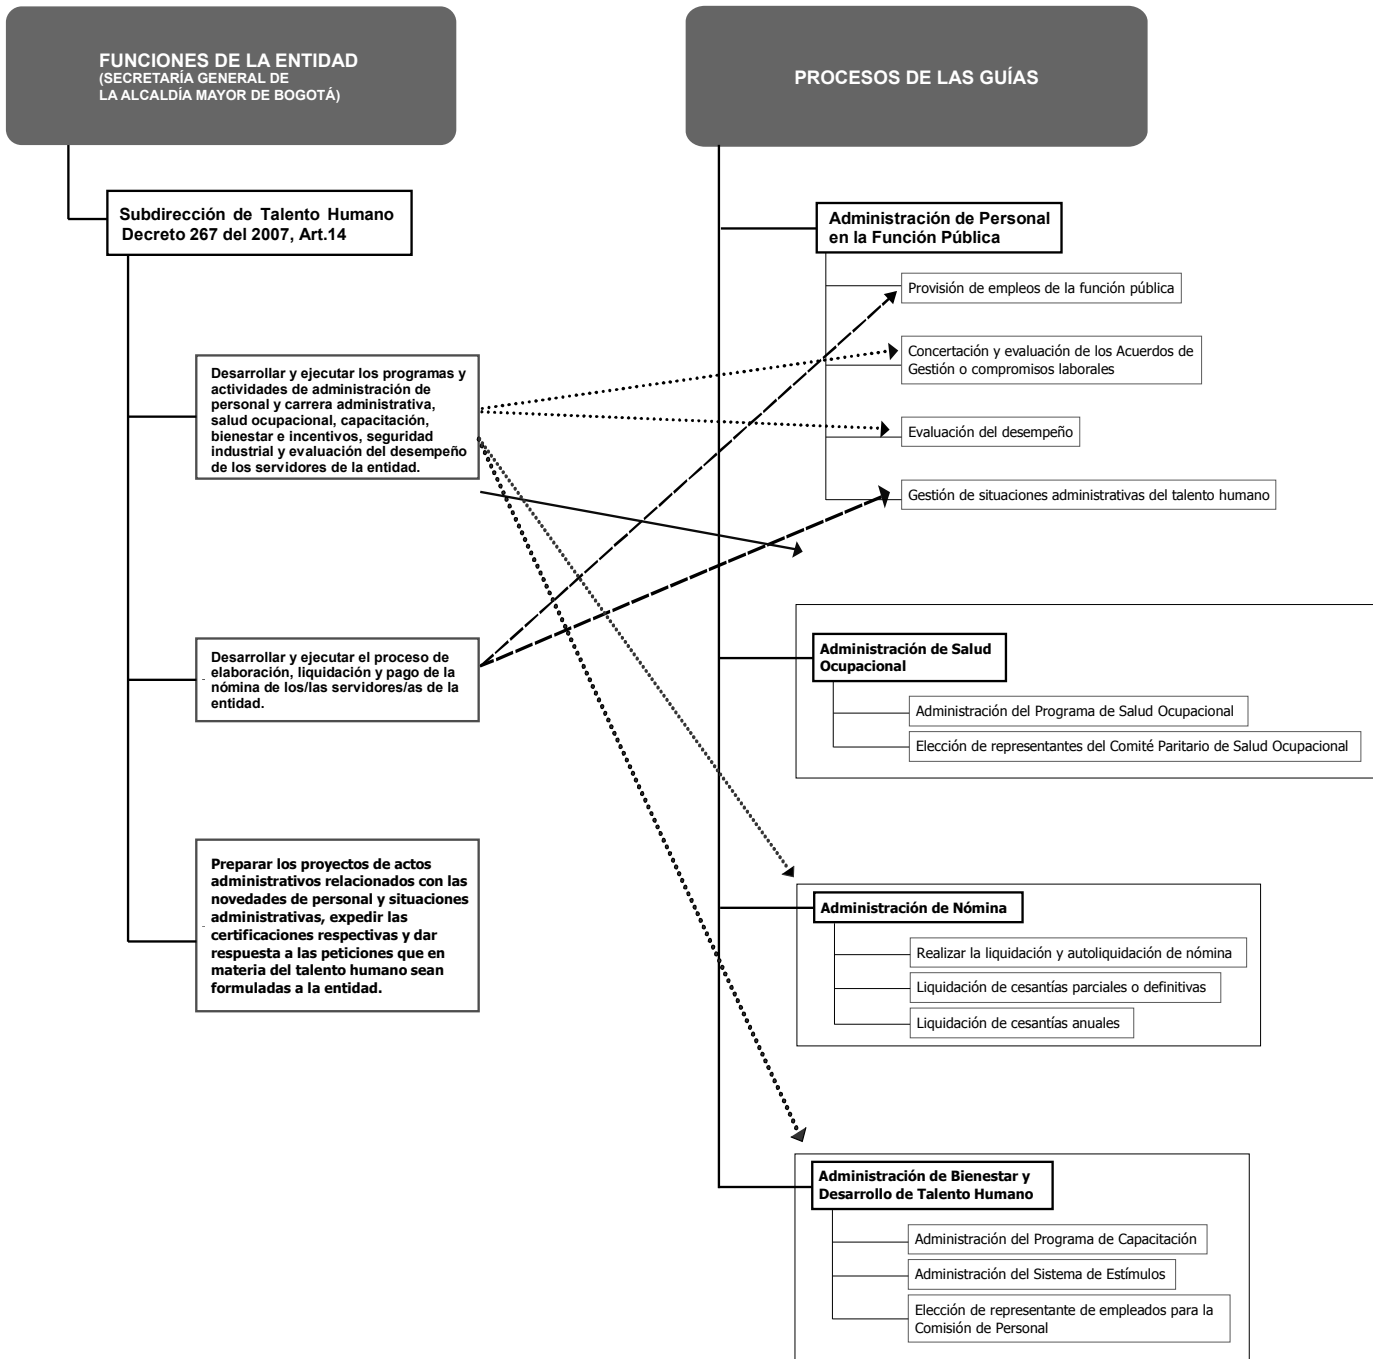 FUNCIONES DE LA ENTIDAD
(SECRETARÍA GENERAL DE
LA ALCALDÍA MAYOR DE BOGOTÁ)
Subdirección de Talento Humano
Decreto 267 del 2007, Art.14
Desarrollar y ejecutar los programas y
actividades de administración de
personal y carrera administrativa,
salud ocupacional, capacitación,
bienestar e incentivos, seguridad
industrial y evaluación del desempeño
de los servidores de la entidad.
Desarrollar y ejecutar el proceso de
elaboración, liquidación y pago de la
nómina de los/las servidores/as de la
entidad.
Preparar los proyectos de actos
administrativos relacionados con las
novedades de personal y situaciones
administrativas, expedir las
certificaciones respectivas y dar
respuesta a las peticiones que en
materia del talento humano sean
formuladas a la entidad.
PROCESOS DE LAS GUÍAS
Administración de Personal
en la Función Pública
Provisión de empleos de la función pública
Concertación y evaluación de los Acuerdos de
Gestión o compromisos laborales
Evaluación del desempeño
Gestión de situaciones administrativas del talento humano
Administración de Salud
Ocupacional
Administración del Programa de Salud Ocupacional
Elección de representantes del Comité Paritario de Salud Ocupacional
Administración de Nómina
Realizar la liquidación y autoliquidación de nómina
Liquidación de cesantías parciales o definitivas
Liquidación de cesantías anuales
Administración de Bienestar y
Desarrollo de Talento Humano
Administración del Programa de Capacitación
Administración del Sistema de Estímulos
Elección de representante de empleados para la
Comisión de Personal